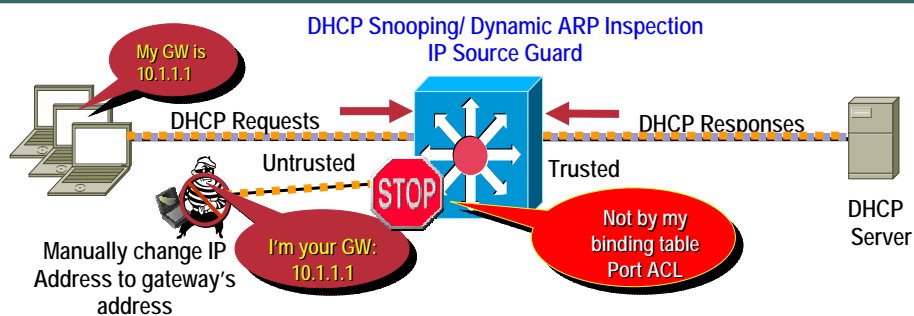 DHCP Snooping/ Dynamic ARP Inspection
IP Source Guard
My GW is
10.1.1.1
DHCP Requests
DHCP Responses
Untrusted
Trusted
STOP
I'm your GW:
10.1.1.1
Not by my
binding table
Port ACL
Manually change IP
Address to gateway's
address
DHCP
Server